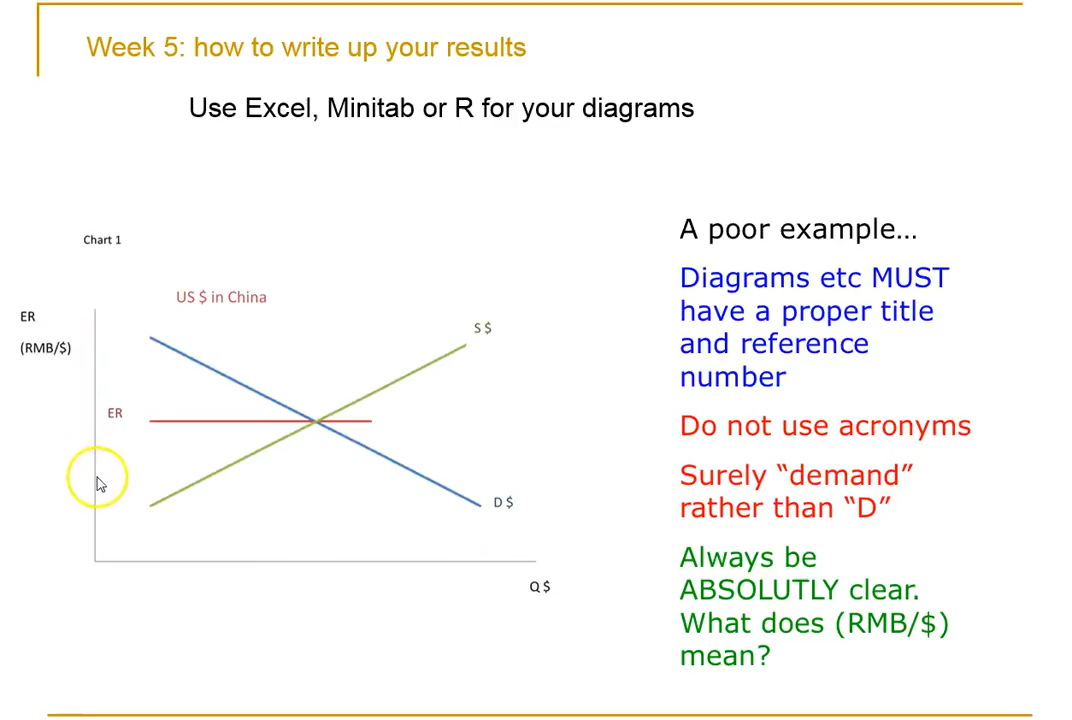 Week 5: how to write up your results
Use Excel, Minitab or R for your diagrams
Chart 1
US $ in China
ER
(RMB/$)
S $
ER
D $
Q $
A poor example…
Diagrams etc MUST
have a proper title
and reference
number
Do not use acronyms
Surely “demand”
rather than “D”
Always be
ABSOLUTLY clear.
What does (RMB/$)
mean?